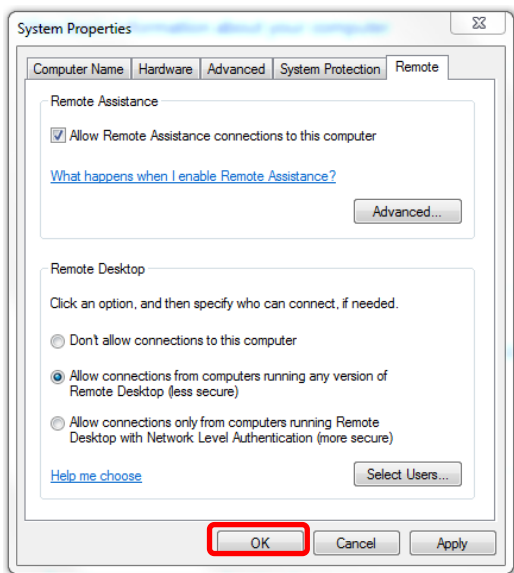 System Properties
information about your computer
Computer Name Hardware Advanced System Protection Remote
Remote Assistance
Allow Remote Assistance connections to this computer
What happens when I enable Remote Assistance?
Advanced...
Remote Desktop
Click an option, and then specify who can connect, if needed.
Don't allow connections to this computer
Allow connections from computers running any version of
Remote Desktop (less secure)
Allow connections only from computers running Remote
Desktop with Network Level Authentication (more secure)
Help me choose
Select Users...
OK Cancel Apply